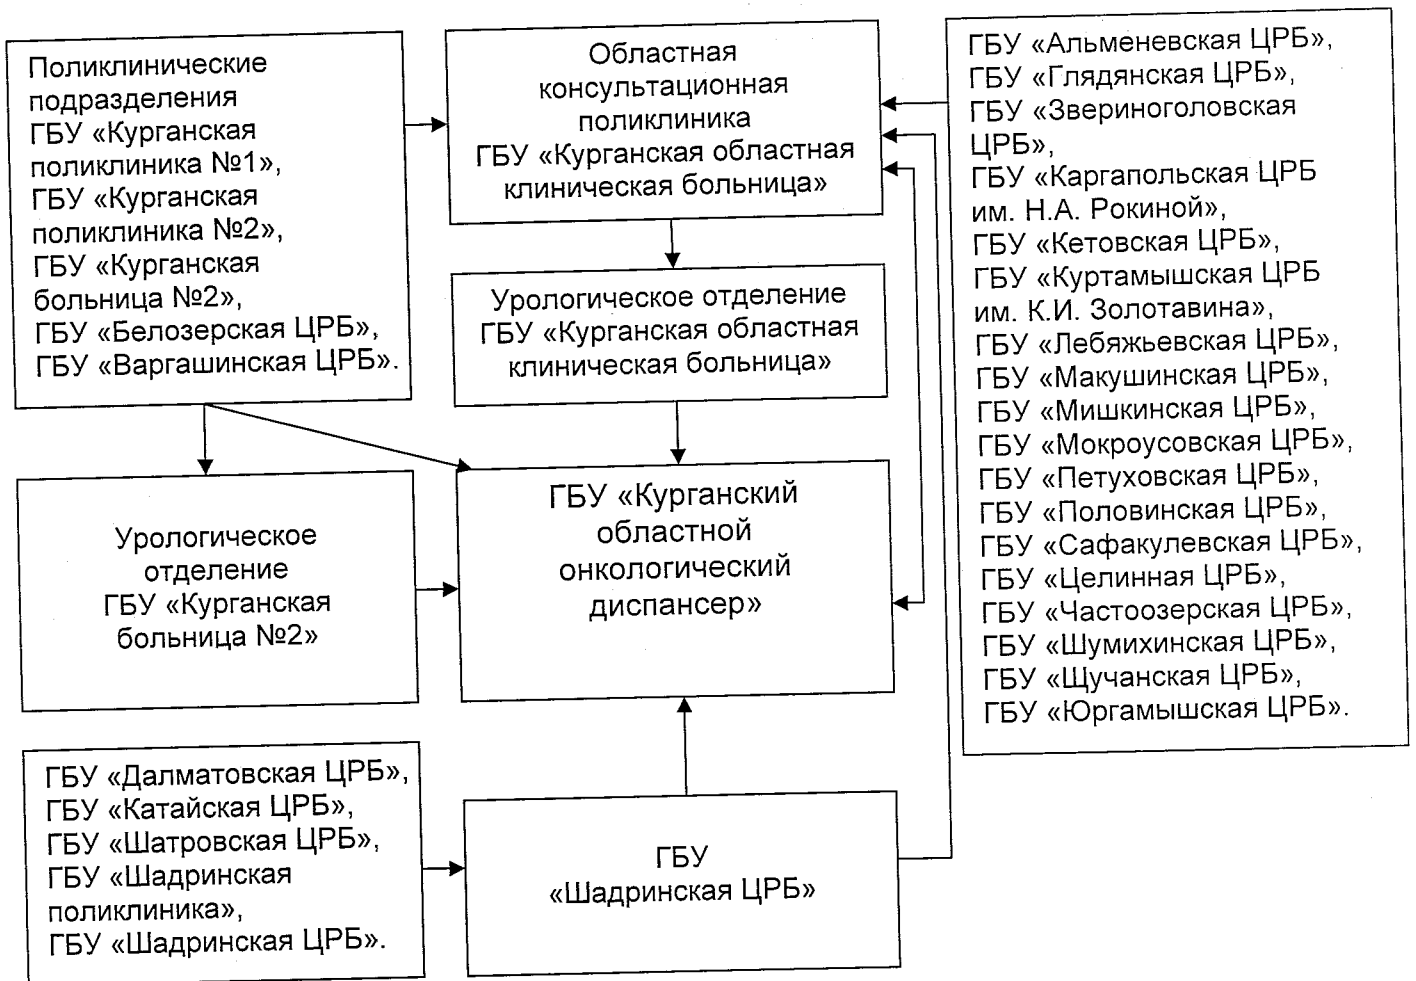 Поликлинические
подразделения
ГБУ «Курганская
поликлиника №1»,
ГБУ «Курганская
поликлиника №2»,
ГБУ «Курганская
больница №2»,
ГБУ «Белозерская ЦРБ»,
ГБУ «Варгашинская ЦРБ».
Областная
консультационная
поликлиника
ГБУ «Курганская областная
клиническая больница»
Урологическое отделение
ГБУ «Курганская областная
клиническая больница»
ГБУ «Альменевская ЦРБ»,
ГБУ «Глядянская ЦРБ»,
ГБУ «Звериноголовская
ЦРБ»,
ГБУ «Каргапольская ЦРБ
им. Н.А. Рокиной»,
ГБУ «Кетовская ЦРБ»,
ГБУ «Куртамышская ЦРБ
им. К.И. Золотавина»,
ГБУ «Лебяжьевская ЦРБ»,
ГБУ «Макушинская ЦРБ»,
ГБУ «Мишкинская ЦРБ»,
ГБУ «Мокроусовская ЦРБ»,
ГБУ «Петуховская ЦРБ»,
ГБУ «Половинская ЦРБ»,
ГБУ «Сафакулевская ЦРБ»,
ГБУ «Целинная ЦРБ»,
ГБУ «Частоозерская ЦРБ»,
ГБУ «Шумихинская ЦРБ»,
ГБУ «Щучанская ЦРБ»,
ГБУ «Юргамышская ЦРБ».
Урологическое
отделение
ГБУ «Курганская
больница №2»
ГБУ «Курганский
областной
онкологический
диспансер»
ГБУ «Далматовская ЦРБ»,
ГБУ «Катайская ЦРБ»,
ГБУ «Шатровская ЦРБ»,
ГБУ «Шадринская
поликлиника»,
ГБУ «Шадринская ЦРБ».
ГБУ
«Шадринская ЦРБ»